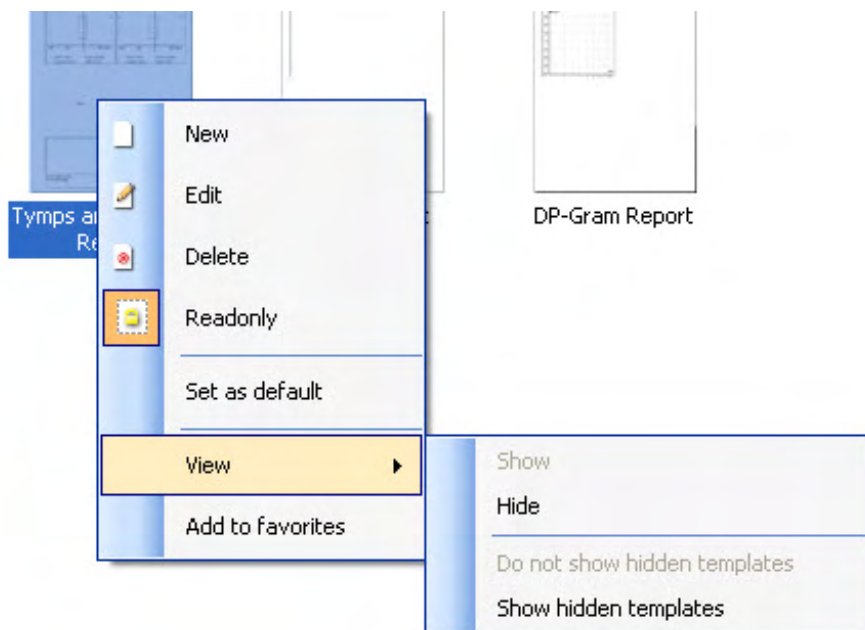 Tymps a
Re
DP-Gram Report
New
Edit
Delete
Readonly
Set as default
View
Add to favorites
Show
Hide
Do not show hidden templates
Show hidden templates